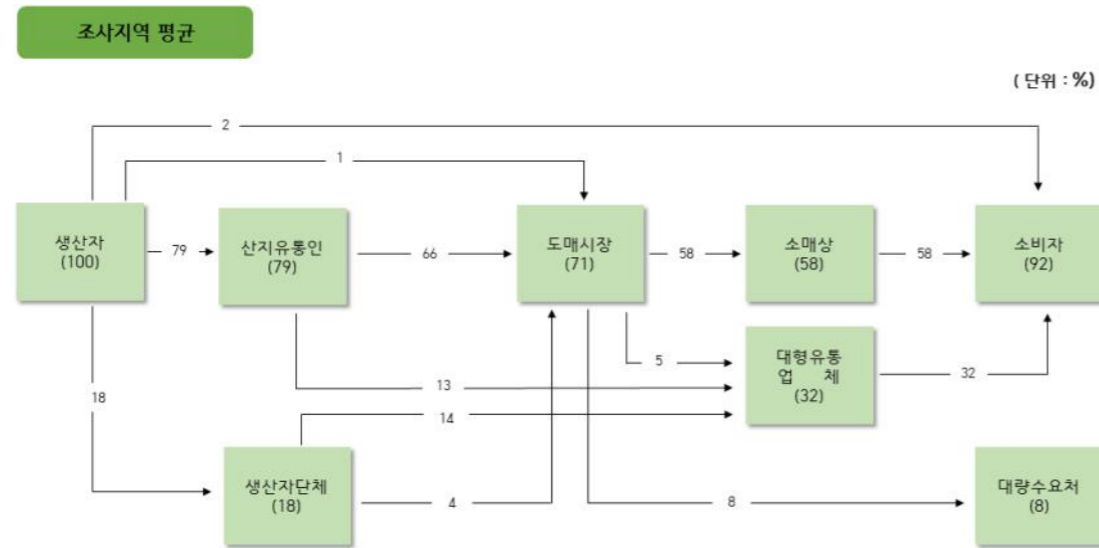 조사지역 평균
( 단위 : %)
2
1
생산자
(100)
79
산지유통인
(79)
66
도매시장
(71)
58
소매상
(58)
58
소비자
(92)
5
대형유통
업 체
(32)
32
13
14
18
생산자단체
(18)
4
8
대량수요처
(8)